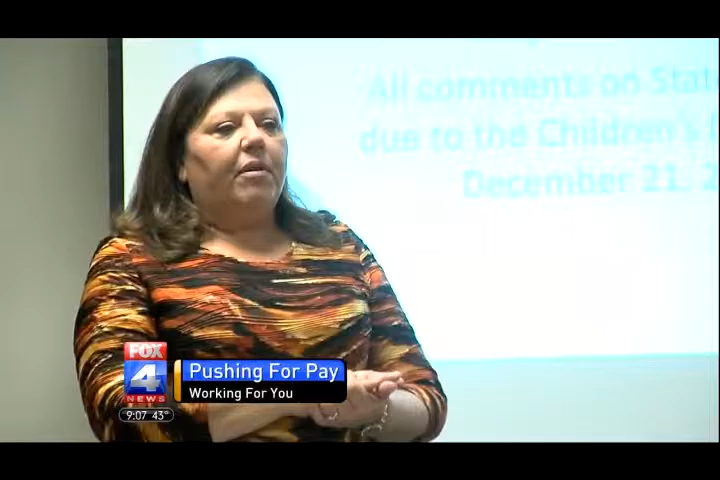 All comments on State
due to the Children's
December 21, 2
FOX
4
NEWS
9:07 43°
Pushing For Pay
Working For You